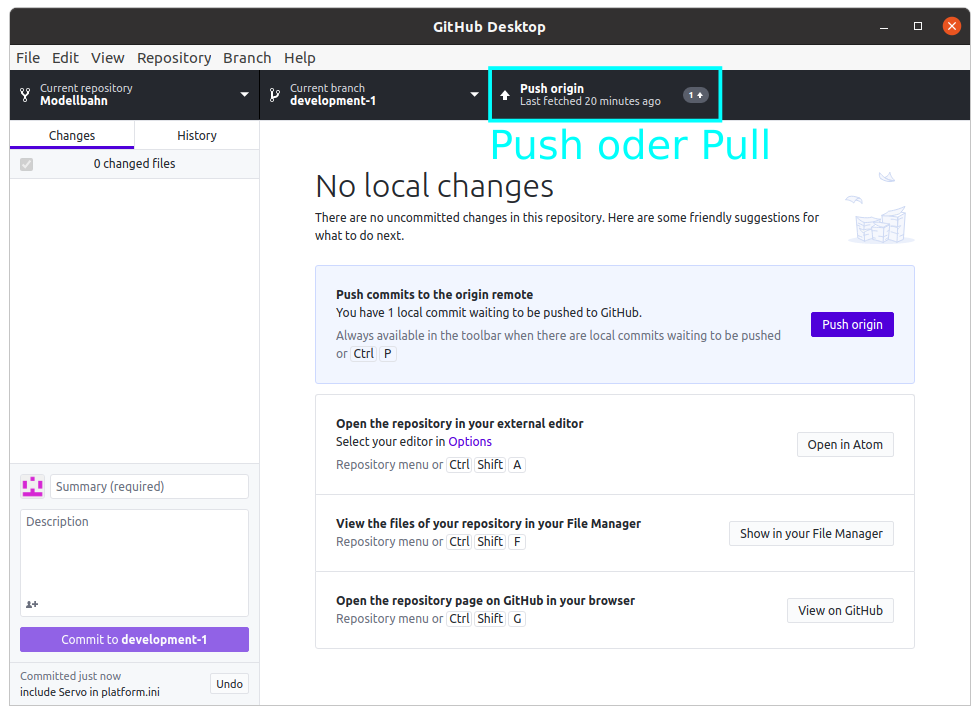 GitHub Desktop
File Edit View Repository Branch Help
Current repository
Modellbahn
Current branch
development-1
Push origin
Last fetched 20 minutes ago
1
Push oder Pull
Changes
History
0 changed files
No local changes
There are no uncommitted changes in this repository. Here are some friendly suggestions for
what to do next.
Push commits to the origin remote
You have 1 local commit waiting to be pushed to GitHub.
Always available in the toolbar when there are local commits waiting to be pushed
or Ctrl P
Push origin
Open the repository in your external editor
Select your editor in Options
Repository menu or Ctrl Shift A
Open in Atom
View the files of your repository in your File Manager
Repository menu or Ctrl Shift F
Show in your File Manager
Open the repository page on GitHub in your browser
Repository menu or Ctrl Shift G
View on GitHub
Summary (required)
Description
Commit to development-1
Committed just now
include Servo in platform.ini
Undo